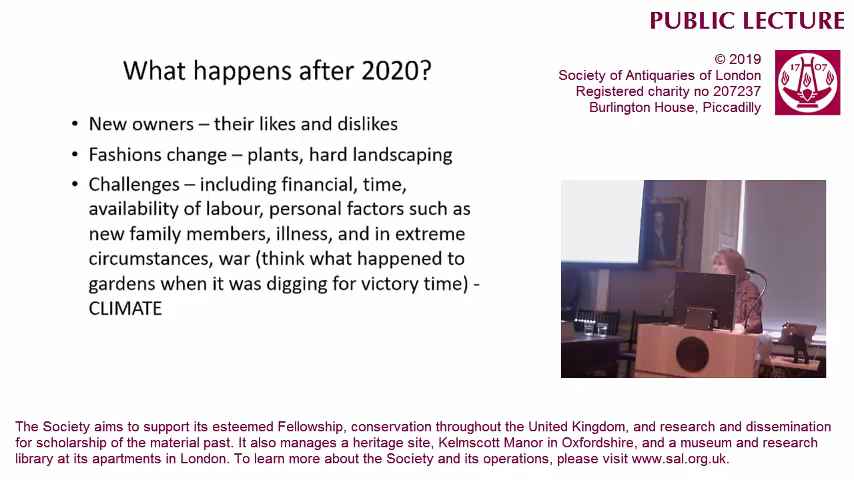 PUBLIC LECTURE
© 2019
Society of Antiquaries of London
Registered charity no 207237
Burlington House, Piccadilly
17 07
What happens after 2020?
• New owners – their likes and dislikes
• Fashions change – plants, hard landscaping
• Challenges – including financial, time,
availability of labour, personal factors such as
new family members, illness, and in extreme
circumstances, war (think what happened to
gardens when it was digging for victory time) -
CLIMATE
The Society aims to support its esteemed Fellowship, conservation throughout the United Kingdom, and research and dissemination
for scholarship of the material past. It also manages a heritage site, Kelmscott Manor in Oxfordshire, and a museum and research
library at its apartments in London. To learn more about the Society and its operations, please visit www.sal.org.uk.